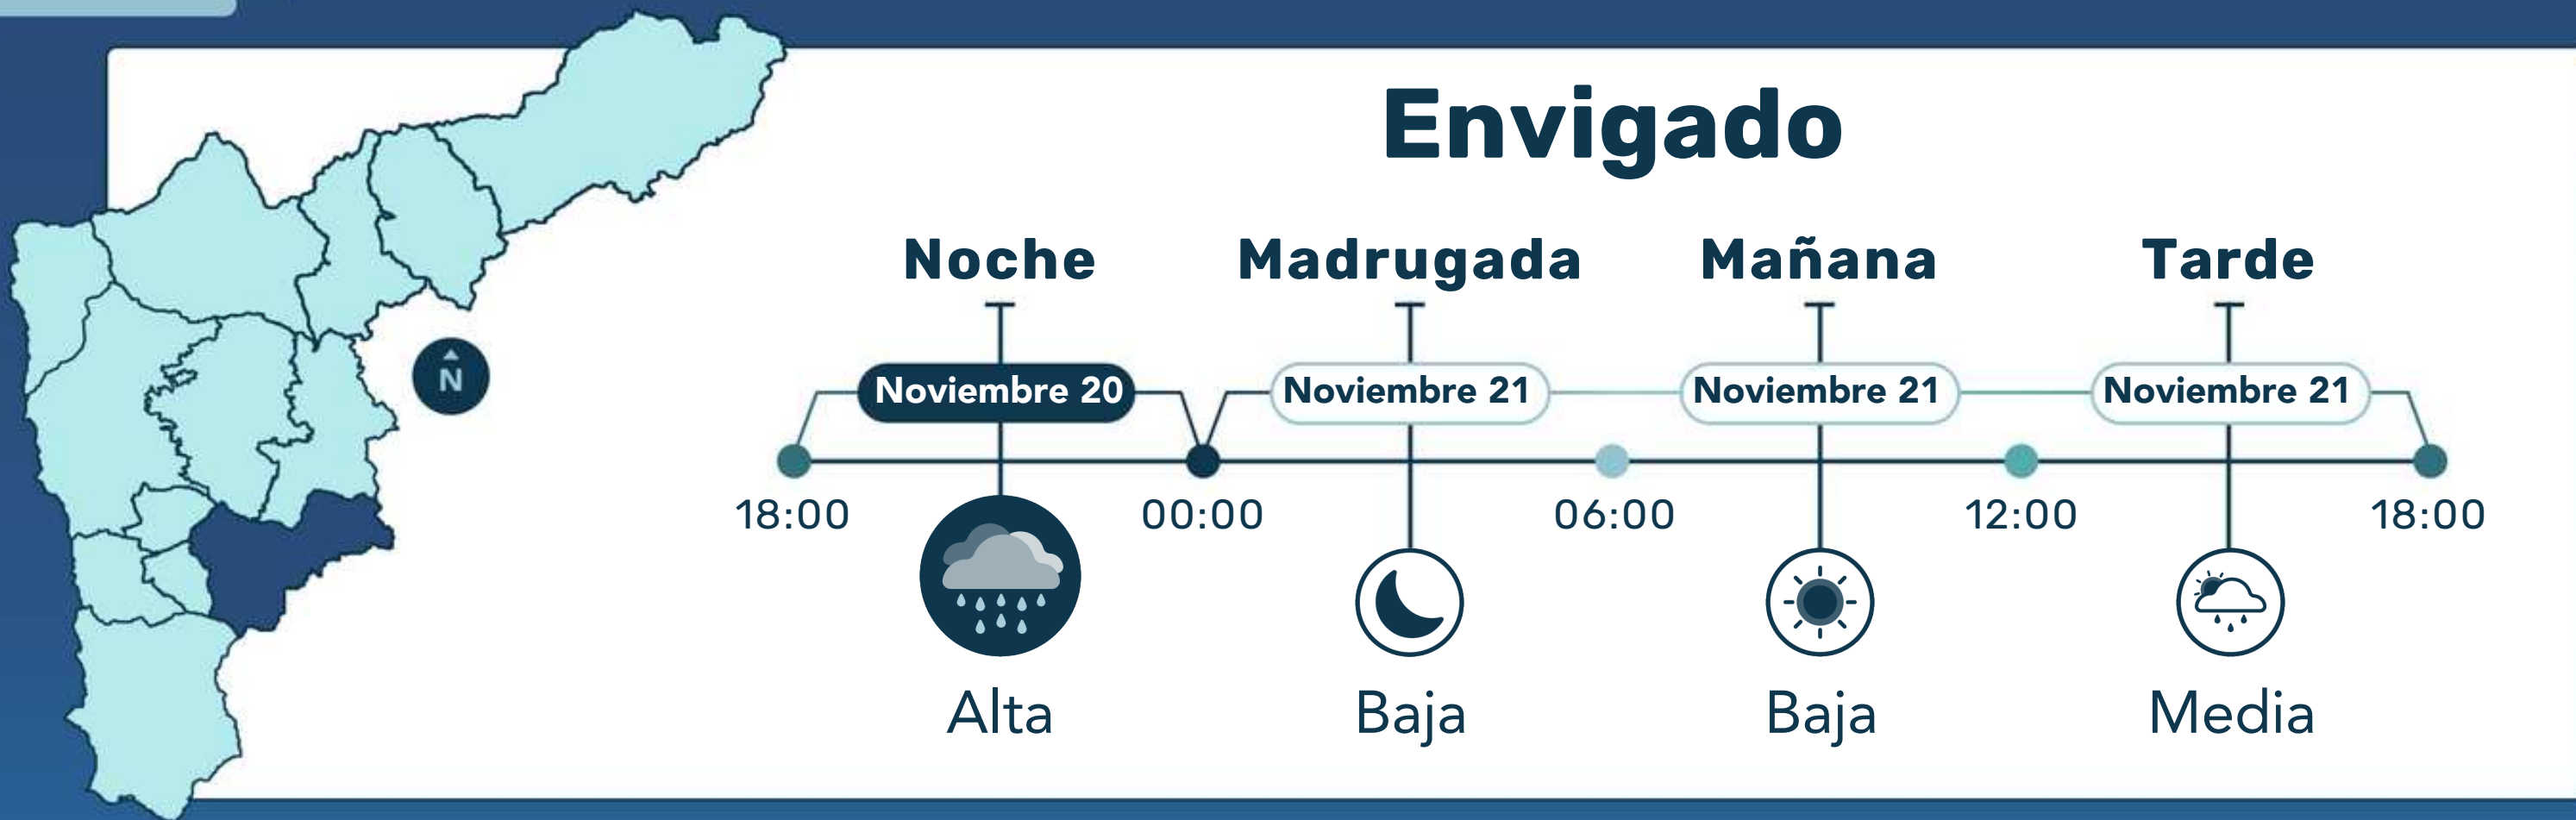 Envigado
Noche Madrugada Mañana Tarde
N
Noviembre 20 Noviembre 21 Noviembre 21 Noviembre 21
18:00 00:00 06:00 12:00 18:00
Alta Baja Baja Media